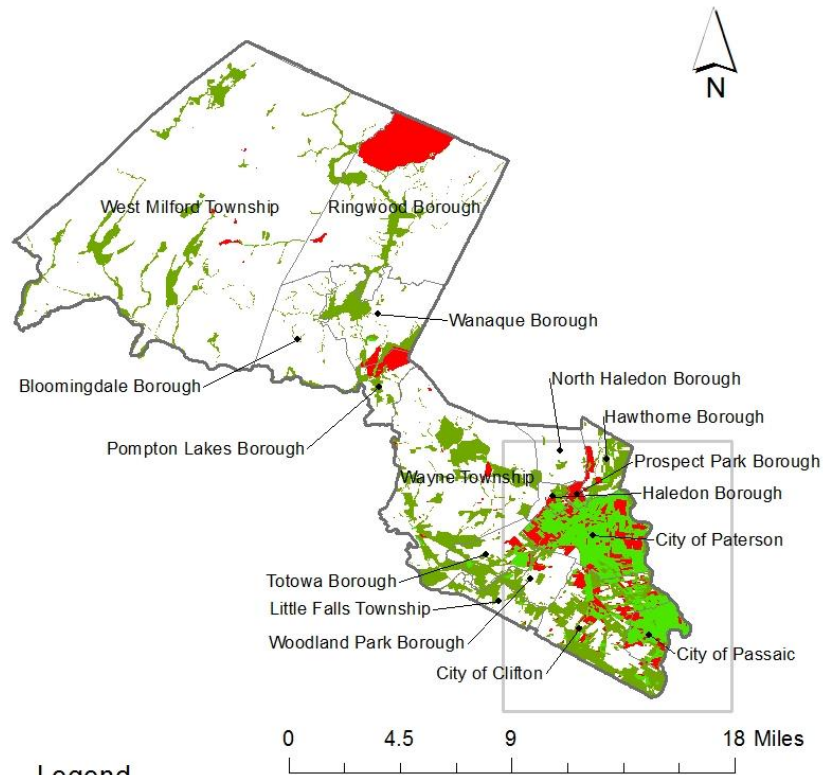 N
West Milford Township
Ringwood Borough
Wanaque Borough
Bloomingdale Borough
North Haledon Borough
Hawthorne Borough
Pompton Lakes Borough
Prospect Park Borough
Wayne Township
Haledon Borough
City of Paterson
Totowa Borough
Little Falls Township
Woodland Park Borough
City of Passaic
City of Clifton
0 4.5 9 18 Miles
Legend